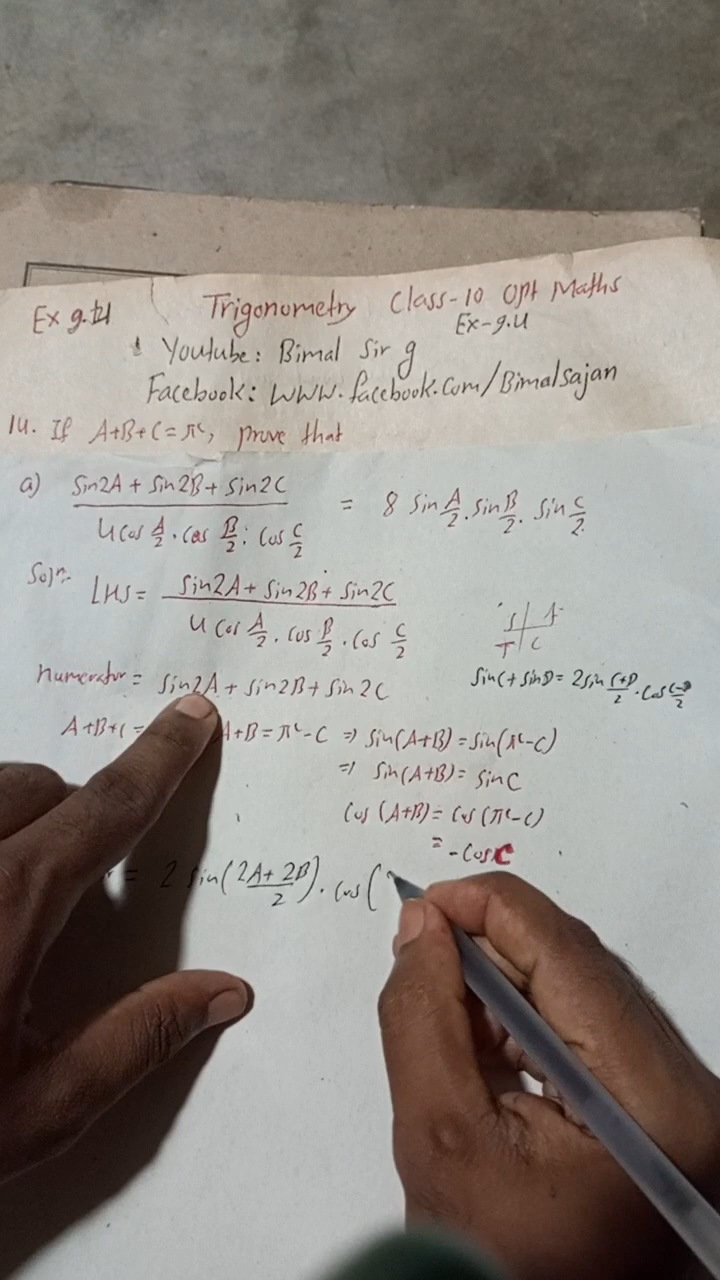 Ex 9.4 Trigonometry Class-10 Opt Maths
Ex-9.4
Youtube: Bimal Sir g
Facebook: WWW.facebook.Com/Bimalsajan
14. If A+B+C=π^c, prove that
a) (Sin2A + sin2B + sin2C)/(4 cos A/2 . cos B/2 . cos C/2) = 8 sin A/2 . sin B/2 . sin C/2
Soln:
LHS = (sin2A + sin2B + sin2C)/(4 cos A/2 . cos B/2 . cos C/2)
S A
T C
numerator = sin2A + sin2B + sin2C
sinC + sinD = 2sin (C+D)/2 . cos (C-D)/2
A+B+C = A+B = π^c - C ⇒ sin(A+B) = sin(π^c-C)
⇒ sin(A+B) = sinC
Cos (A+B) = Cos (π^c-C)
= -Cos C
= 2 sin((2A + 2B)/2) . cos(